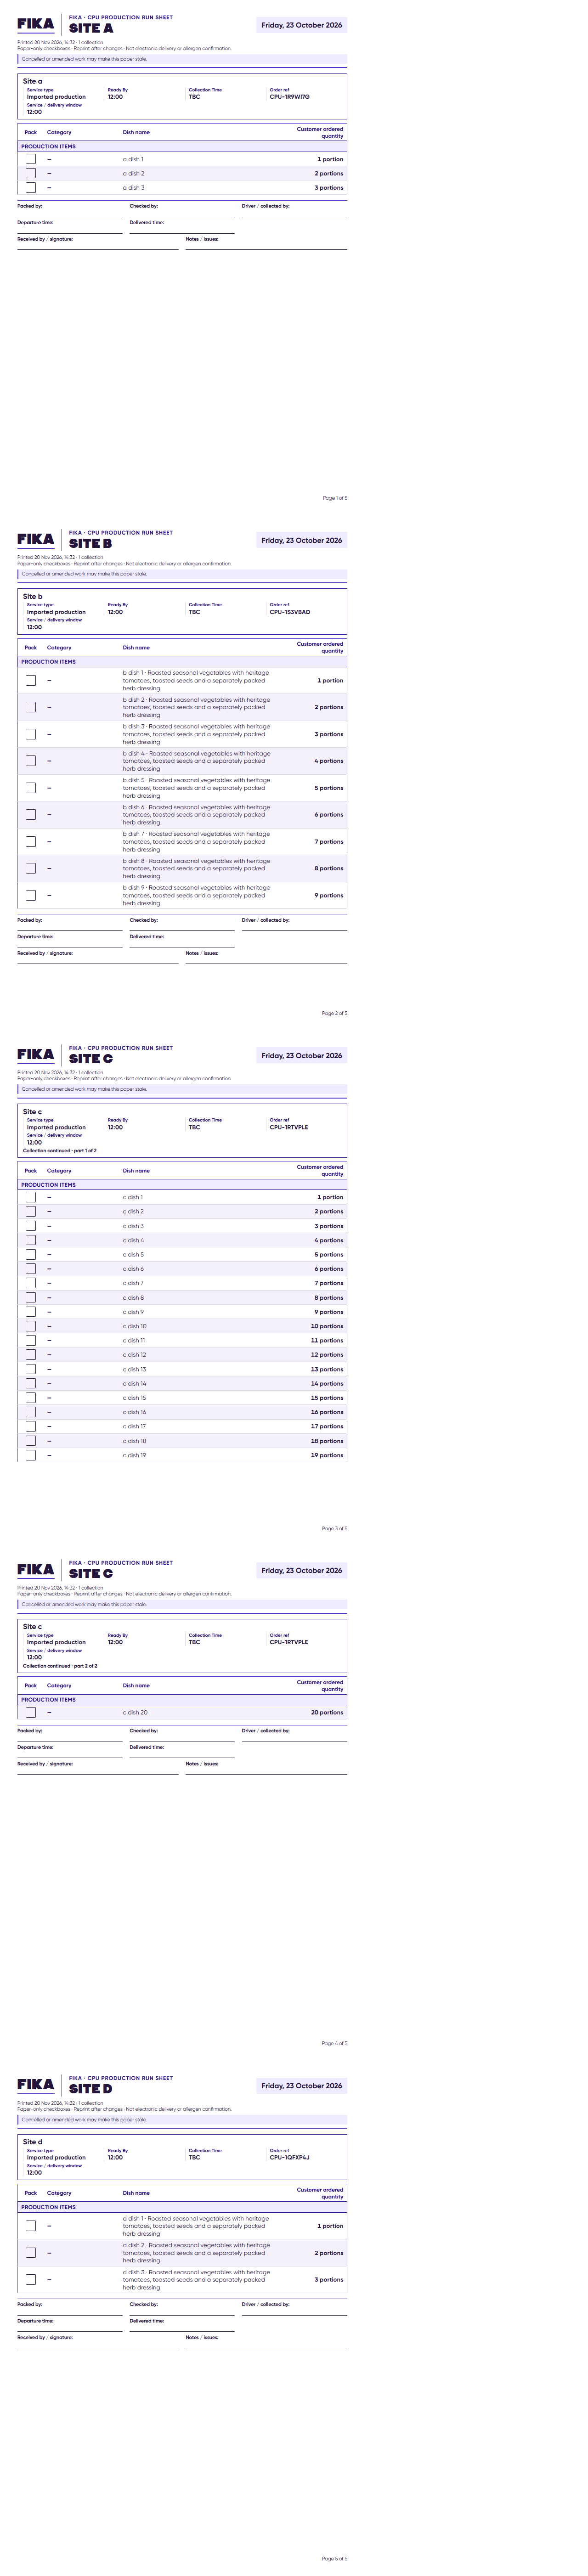 FIKA
FIKA · CPU PRODUCTION RUN SHEET
SITE A
Friday, 23 October 2026
Printed 20 Nov 2026, 14:32 · 1 collection
Paper-only checkboxes · Reprint after changes · Not electronic delivery or allergen confirmation.
Cancelled or amended work may make this paper stale.
Site a
Service type Ready By Collection Time Order ref
Imported production 12:00 TBC CPU-1R9WI7G
Service / delivery window
12:00
Pack Category Dish name Customer ordered quantity
PRODUCTION ITEMS
– a dish 1 1 portion
– a dish 2 2 portions
– a dish 3 3 portions
Packed by: Checked by: Driver / collected by:
Departure time: Delivered time:
Received by / signature: Notes / issues:
Page 1 of 5
FIKA
FIKA · CPU PRODUCTION RUN SHEET
SITE B
Friday, 23 October 2026
Printed 20 Nov 2026, 14:32 · 1 collection
Paper-only checkboxes · Reprint after changes · Not electronic delivery or allergen confirmation.
Cancelled or amended work may make this paper stale.
Site b
Service type Ready By Collection Time Order ref
Imported production 12:00 TBC CPU-1S3VBAD
Service / delivery window
12:00
Pack Category Dish name Customer ordered quantity
PRODUCTION ITEMS
b dish 1 · Roasted seasonal vegetables with heritage
– tomatoes, toasted seeds and a separately packed 1 portion
herb dressing
b dish 2 · Roasted seasonal vegetables with heritage
– tomatoes, toasted seeds and a separately packed 2 portions
herb dressing
b dish 3 · Roasted seasonal vegetables with heritage
– tomatoes, toasted seeds and a separately packed 3 portions
herb dressing
b dish 4 · Roasted seasonal vegetables with heritage
– tomatoes, toasted seeds and a separately packed 4 portions
herb dressing
b dish 5 · Roasted seasonal vegetables with heritage
– tomatoes, toasted seeds and a separately packed 5 portions
herb dressing
b dish 6 · Roasted seasonal vegetables with heritage
– tomatoes, toasted seeds and a separately packed 6 portions
herb dressing
b dish 7 · Roasted seasonal vegetables with heritage
– tomatoes, toasted seeds and a separately packed 7 portions
herb dressing
b dish 8 · Roasted seasonal vegetables with heritage
– tomatoes, toasted seeds and a separately packed 8 portions
herb dressing
b dish 9 · Roasted seasonal vegetables with heritage
– tomatoes, toasted seeds and a separately packed 9 portions
herb dressing
Packed by: Checked by: Driver / collected by:
Departure time: Delivered time:
Received by / signature: Notes / issues:
Page 2 of 5
FIKA
FIKA · CPU PRODUCTION RUN SHEET
SITE C
Friday, 23 October 2026
Printed 20 Nov 2026, 14:32 · 1 collection
Paper-only checkboxes · Reprint after changes · Not electronic delivery or allergen confirmation.
Cancelled or amended work may make this paper stale.
Site c
Service type Ready By Collection Time Order ref
Imported production 12:00 TBC CPU-1RTVPLE
Service / delivery window
12:00
Collection continued · part 1 of 2
Pack Category Dish name Customer ordered quantity
PRODUCTION ITEMS
– c dish 1 1 portion
– c dish 2 2 portions
– c dish 3 3 portions
– c dish 4 4 portions
– c dish 5 5 portions
– c dish 6 6 portions
– c dish 7 7 portions
– c dish 8 8 portions
– c dish 9 9 portions
– c dish 10 10 portions
– c dish 11 11 portions
– c dish 12 12 portions
– c dish 13 13 portions
– c dish 14 14 portions
– c dish 15 15 portions
– c dish 16 16 portions
– c dish 17 17 portions
– c dish 18 18 portions
– c dish 19 19 portions
Page 3 of 5
FIKA
FIKA · CPU PRODUCTION RUN SHEET
SITE C
Friday, 23 October 2026
Printed 20 Nov 2026, 14:32 · 1 collection
Paper-only checkboxes · Reprint after changes · Not electronic delivery or allergen confirmation.
Cancelled or amended work may make this paper stale.
Site c
Service type Ready By Collection Time Order ref
Imported production 12:00 TBC CPU-1RTVPLE
Service / delivery window
12:00
Collection continued · part 2 of 2
Pack Category Dish name Customer ordered quantity
PRODUCTION ITEMS
– c dish 20 20 portions
Packed by: Checked by: Driver / collected by:
Departure time: Delivered time:
Received by / signature: Notes / issues:
Page 4 of 5
FIKA
FIKA · CPU PRODUCTION RUN SHEET
SITE D
Friday, 23 October 2026
Printed 20 Nov 2026, 14:32 · 1 collection
Paper-only checkboxes · Reprint after changes · Not electronic delivery or allergen confirmation.
Cancelled or amended work may make this paper stale.
Site d
Service type Ready By Collection Time Order ref
Imported production 12:00 TBC CPU-1QFXP4J
Service / delivery window
12:00
Pack Category Dish name Customer ordered quantity
PRODUCTION ITEMS
d dish 1 · Roasted seasonal vegetables with heritage
– tomatoes, toasted seeds and a separately packed 1 portion
herb dressing
d dish 2 · Roasted seasonal vegetables with heritage
– tomatoes, toasted seeds and a separately packed 2 portions
herb dressing
d dish 3 · Roasted seasonal vegetables with heritage
– tomatoes, toasted seeds and a separately packed 3 portions
herb dressing
Packed by: Checked by: Driver / collected by:
Departure time: Delivered time:
Received by / signature: Notes / issues:
Page 5 of 5